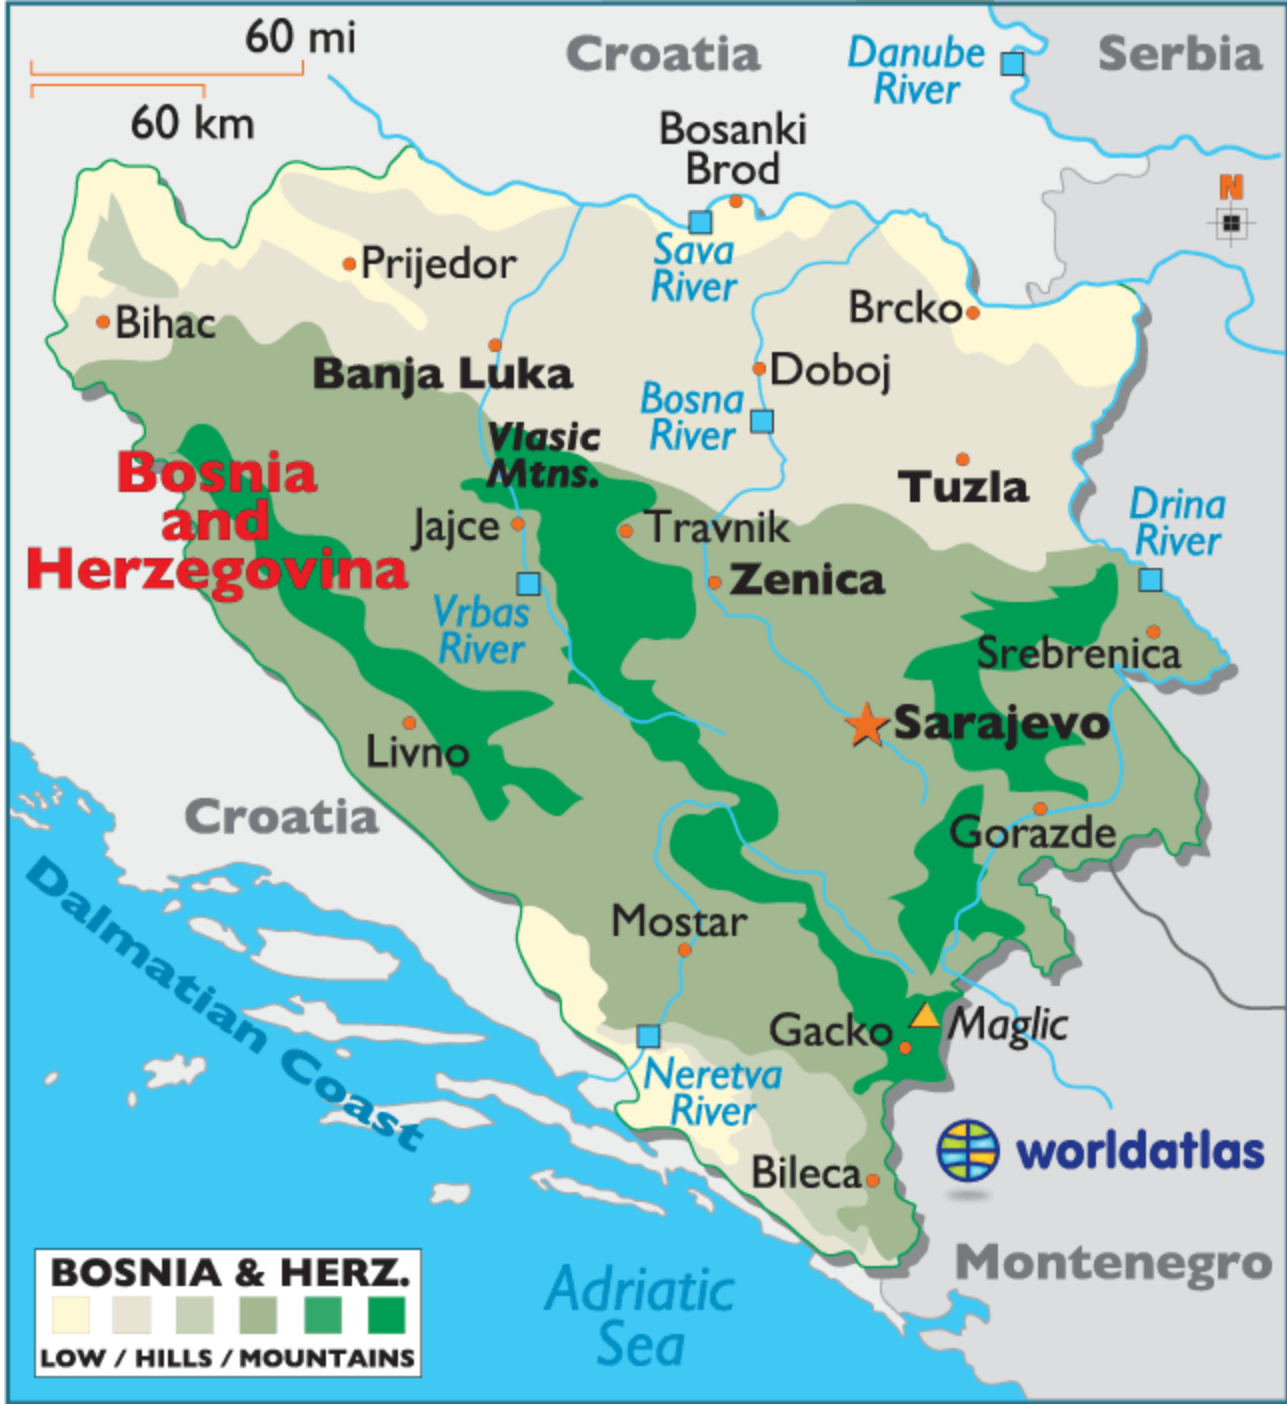 60 mi
60 km
Croatia
Danube
River
Serbia
Bosanki
Brod
N
Sava
River
Prijedor
Bihac
Brcko
Banja Luka
Doboj
Bosna
River
Vlasic
Mtns.
Bosnia
and
Herzegovina
Tuzla
Drina
River
Jajce
Travnik
Zenica
Vrbas
River
Srebrenica
Sarajevo
Livno
Croatia
Gorazde
Dalmatian Coast
Mostar
Gacko
Maglic
Neretva
River
worldatlas
Bileca
Montenegro
Adriatic
Sea
BOSNIA & HERZ.
LOW / HILLS / MOUNTAINS